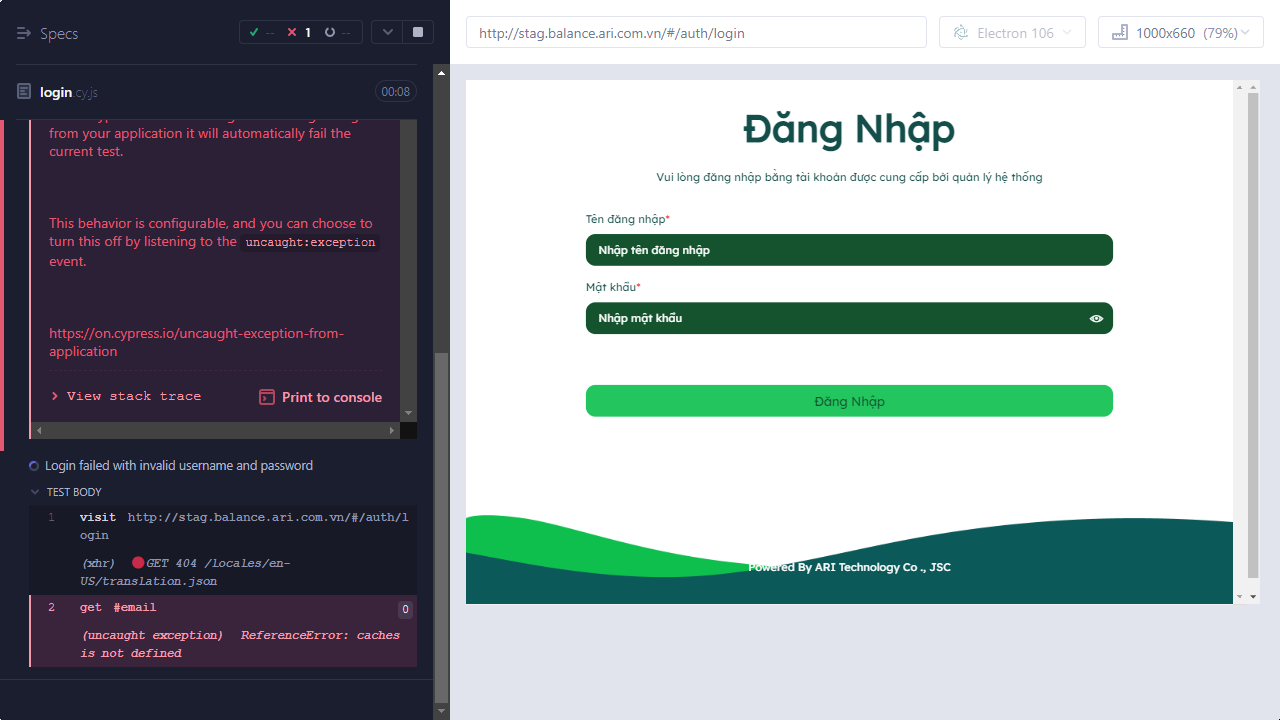 Specs
-- 1 --
login.cy.js
00:08
from your application it will automatically fail the
current test.
This behavior is configurable, and you can choose to
turn this off by listening to the uncaught:exception
event.
https://on.cypress.io/uncaught-exception-from-
application
View stack trace
Print to console
Login failed with invalid username and password
TEST BODY
1 visit http://stag.balance.ari.com.vn/#/auth/l
ogin
(xhr) GET 404 /locales/en-
US/translation.json
2 get #email 0
(uncaught exception) ReferenceError: caches
is not defined
http://stag.balance.ari.com.vn/#/auth/login
Electron 106
1000x660 (79%)
Đăng Nhập
Vui lòng đăng nhập bằng tài khoản được cung cấp bởi quản lý hệ thống
Tên đăng nhập*
Nhập tên đăng nhập
Mật khẩu*
Nhập mật khẩu
Đăng Nhập
Powered By ARI Technology Co ., JSC